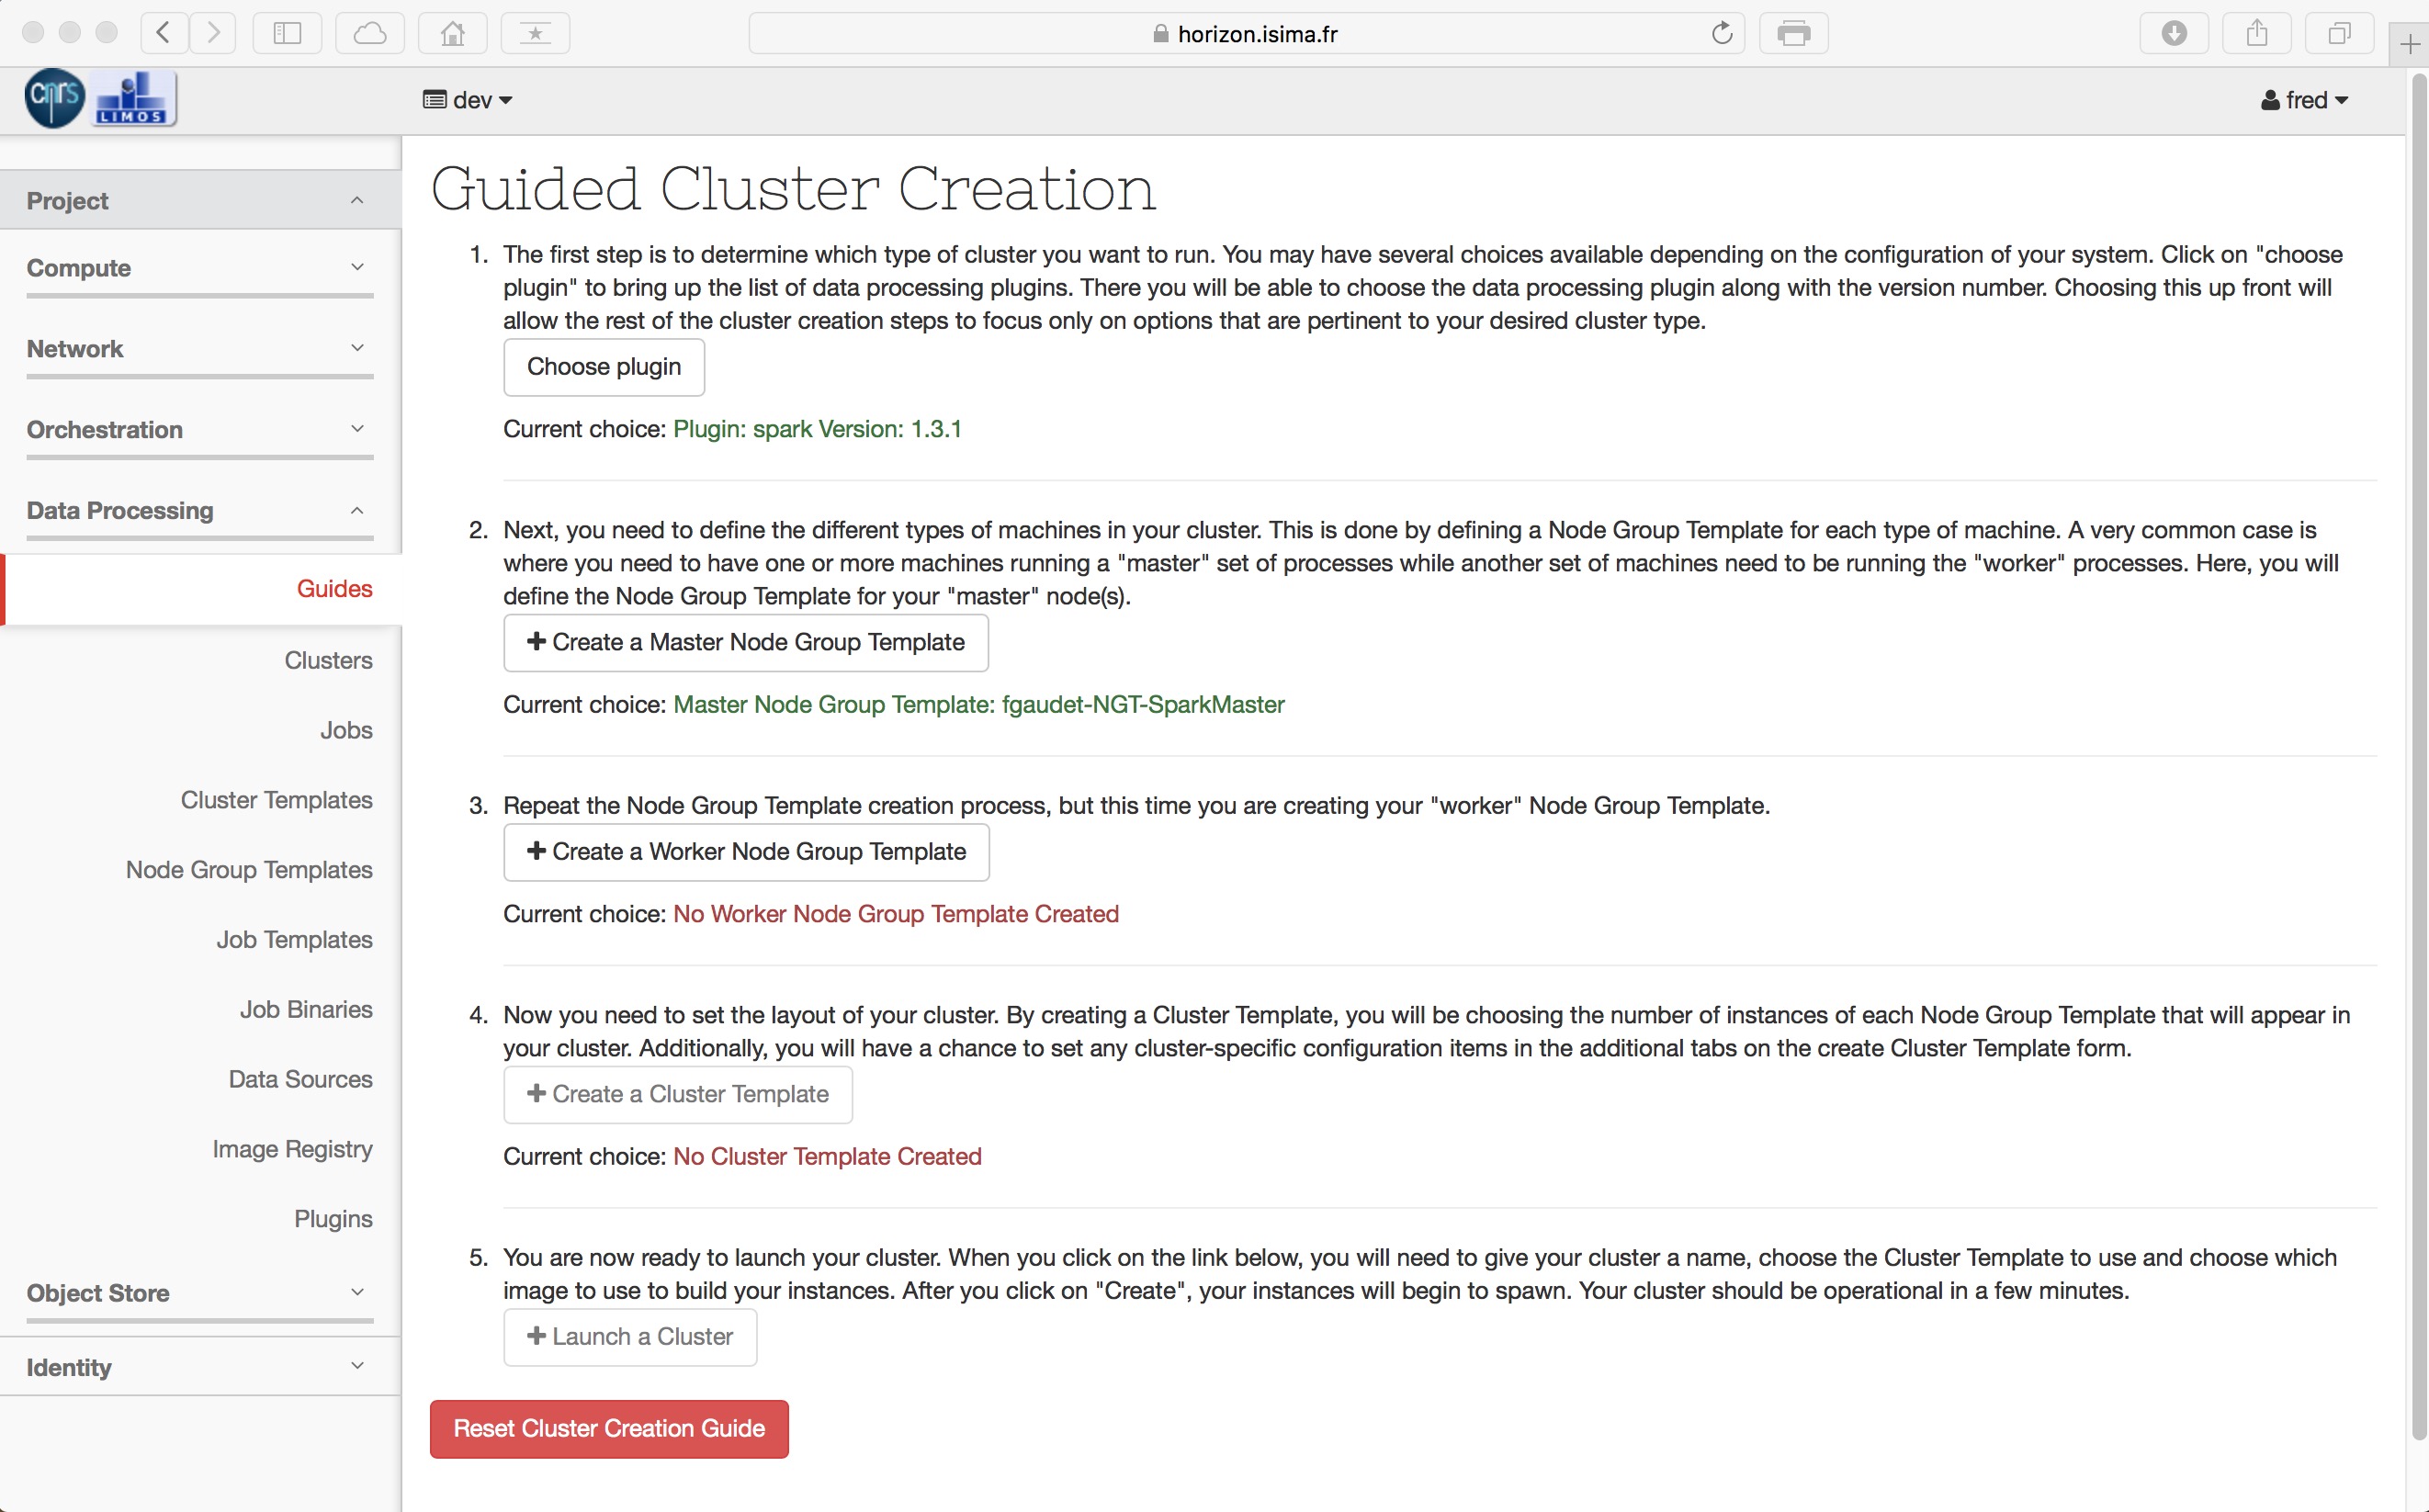 horizon.isima.fr
cnrs
LIMOS
dev
fred
Project
Compute
Network
Orchestration
Data Processing
Guides
Clusters
Jobs
Cluster Templates
Node Group Templates
Job Templates
Job Binaries
Data Sources
Image Registry
Plugins
Object Store
Identity
Guided Cluster Creation
1. The first step is to determine which type of cluster you want to run. You may have several choices available depending on the configuration of your system. Click on "choose
plugin" to bring up the list of data processing plugins. There you will be able to choose the data processing plugin along with the version number. Choosing this up front will
allow the rest of the cluster creation steps to focus only on options that are pertinent to your desired cluster type.
Choose plugin
Current choice: Plugin: spark Version: 1.3.1
2. Next, you need to define the different types of machines in your cluster. This is done by defining a Node Group Template for each type of machine. A very common case is
where you need to have one or more machines running a "master" set of processes while another set of machines need to be running the "worker" processes. Here, you will
define the Node Group Template for your "master" node(s).
+ Create a Master Node Group Template
Current choice: Master Node Group Template: fgaudet-NGT-SparkMaster
3. Repeat the Node Group Template creation process, but this time you are creating your "worker" Node Group Template.
+ Create a Worker Node Group Template
Current choice: No Worker Node Group Template Created
4. Now you need to set the layout of your cluster. By creating a Cluster Template, you will be choosing the number of instances of each Node Group Template that will appear in
your cluster. Additionally, you will have a chance to set any cluster-specific configuration items in the additional tabs on the create Cluster Template form.
+ Create a Cluster Template
Current choice: No Cluster Template Created
5. You are now ready to launch your cluster. When you click on the link below, you will need to give your cluster a name, choose the Cluster Template to use and choose which
image to use to build your instances. After you click on "Create", your instances will begin to spawn. Your cluster should be operational in a few minutes.
+ Launch a Cluster
Reset Cluster Creation Guide